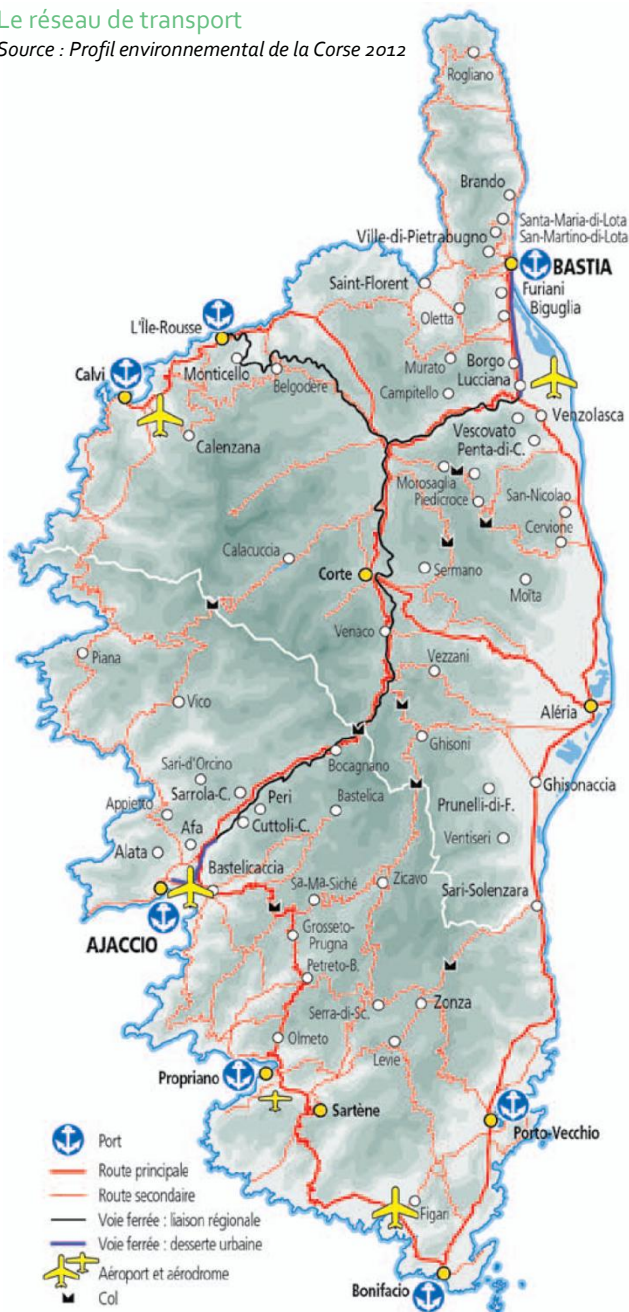 Le réseau de transport
Source : Profil environnemental de la Corse 2012
Rogliano
Brando
Santa-Maria-di-Lota
Ville-di-Pietrabugno
San-Martino-di-Lota
BASTIA
Saint-Florent
Furiani
Oletta
Biguglia
L'Île-Rousse
Calvi
Monticello
Belgodère
Murato
Borgo
Campitello
Lucciana
Calenzana
Vescovato
Venzolasca
Penta-di-C.
Morosaglia
Piedicroce
San-Nicolao
Cervione
Calacuccia
Corte
Sermano
Moïta
Venaco
Piana
Vezzani
Vico
Aléria
Ghisoni
Sari-d'Orcino
Bocagnano
Ghisonaccia
Sarrola-C.
Peri
Bastelica
Prunelli-di-F.
Appietto
Cuttoli-C.
Afa
Ventiseri
Alata
Bastelicaccia
Sa-Ma-Siché
Zicavo
Sari-Solenzara
AJACCIO
Grosseto-
Prugna
Petreto-B.
Serra-di-Sc.
Zonza
Olmeto
Levie
Propriano
Sartène
Porto-Vecchio
Figari
Bonifacio
Port
Route principale
Route secondaire
Voie ferrée : liaison régionale
Voie ferrée : desserte urbaine
Aéroport et aérodrome
Col